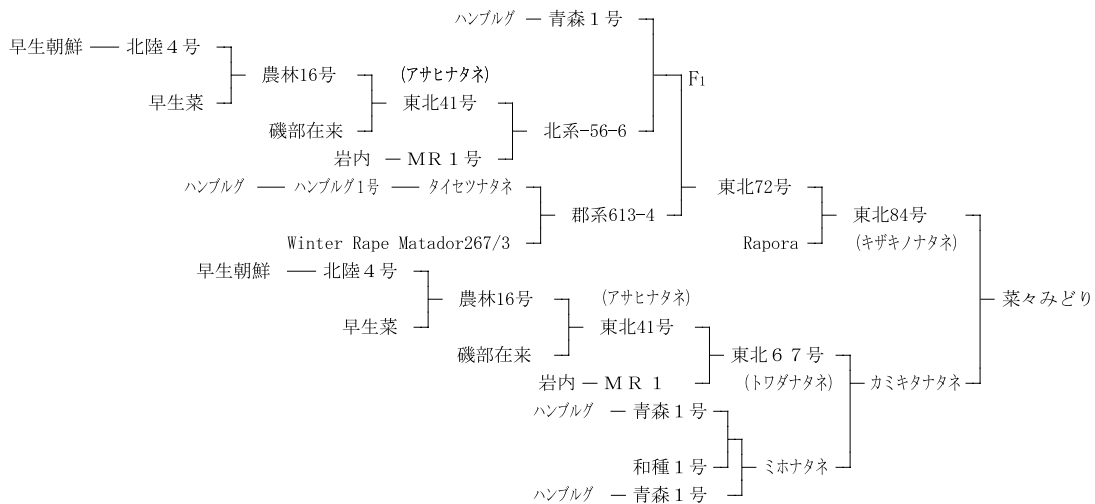 ハンブルグ 青森１号
早生朝鮮 北陸４号
農林16号 (アサヒナタネ) F1
早生菜 東北41号
磯部在来 北系-56-6
岩内 ＭＲ１号
ハンブルグ ハンブルグ1号 タイセツナタネ 東北72号
郡系613-4 東北84号
Winter Rape Matador267/3 Rapora (キザキノナタネ)
早生朝鮮 北陸４号
農林16号 (アサヒナタネ) 菜々みどり
早生菜 東北41号
磯部在来 東北６７号
岩内 ＭＲ１ (トワダナタネ) カミキタナタネ
ハンブルグ 青森１号
和種１号 ミホナタネ
ハンブルグ 青森１号